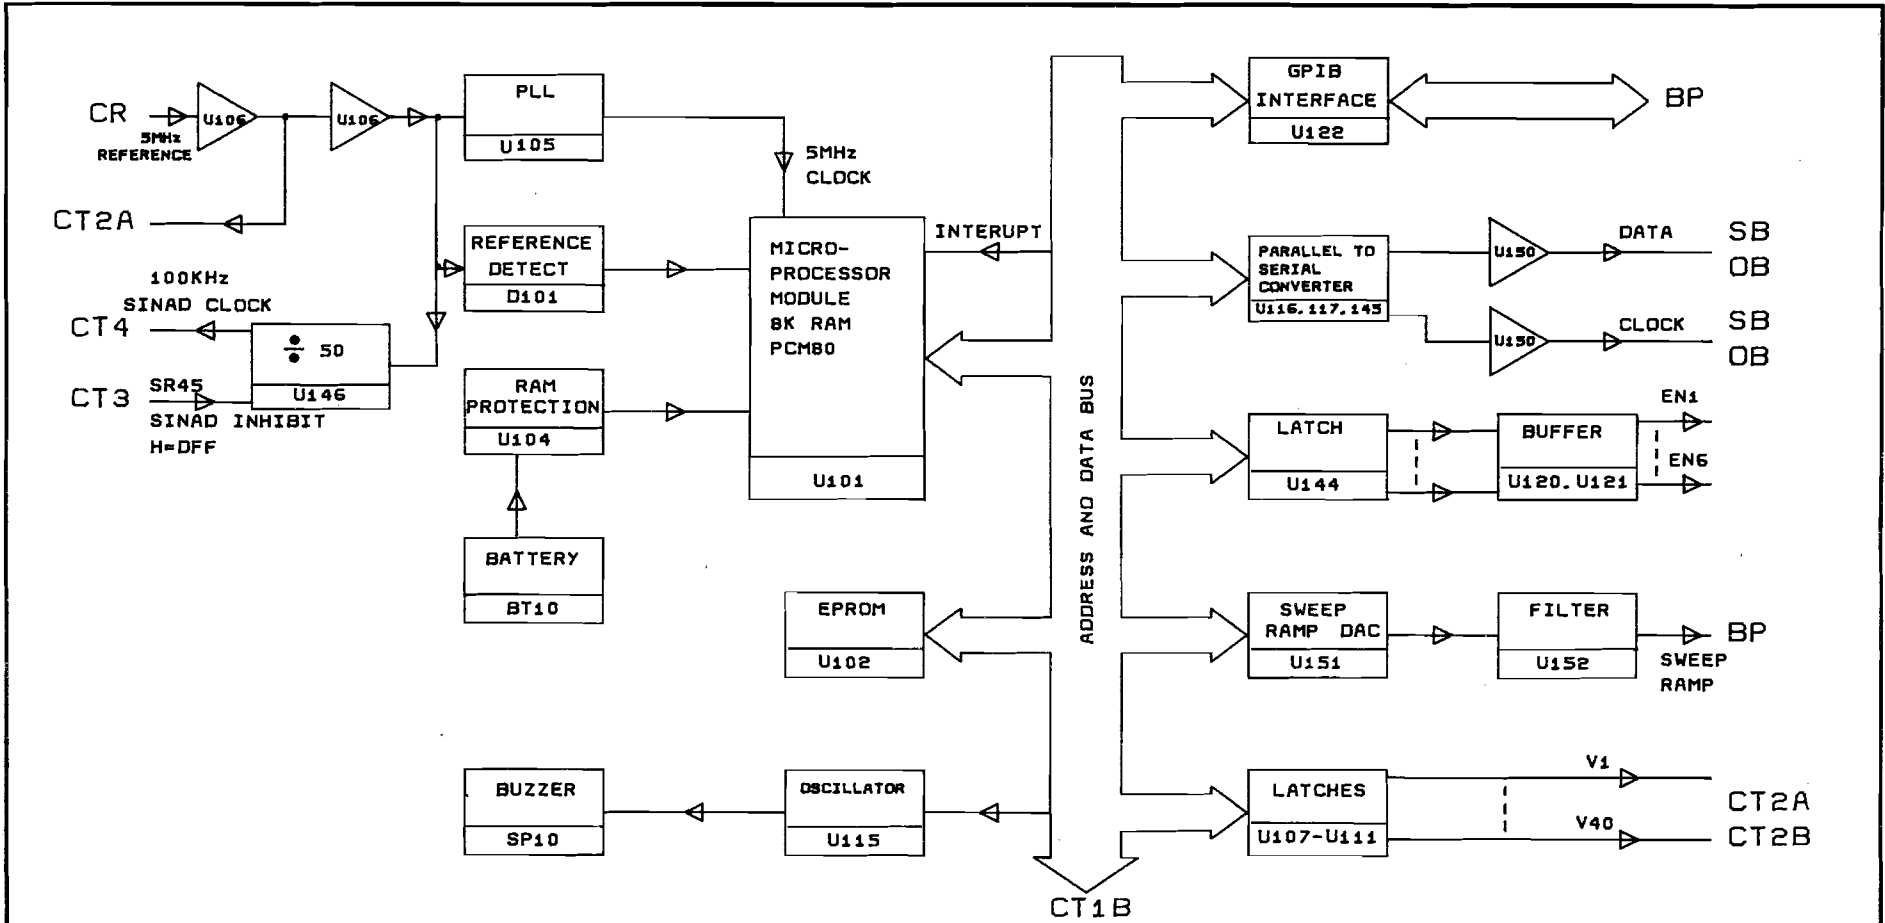 CR
5MHz
REFERENCE
U106
U106
PLL
U105
5MHz
CLOCK
CT2A
REFERENCE
DETECT
D101
100KHz
SINAD CLOCK
CT4
÷ 50
U146
CT3
SR45
SINAD INHIBIT
H=OFF
RAM
PROTECTION
U104
BATTERY
BT10
MICRO-
PROCESSOR
MODULE
8K RAM
PCM80
U101
INTERUPT
EPROM
U102
BUZZER
SP10
OSCILLATOR
U115
ADDRESS AND DATA BUS
CT1B
GPIB
INTERFACE
U122
BP
PARALLEL TO
SERIAL
CONVERTER
U116.117.145
U150
DATA
SB
OB
U150
CLOCK
SB
OB
LATCH
U144
BUFFER
U120.U121
EN1
EN6
SWEEP
RAMP DAC
U151
FILTER
U152
BP
SWEEP
RAMP
LATCHES
U107-U111
V1
V40
CT2A
CT2B